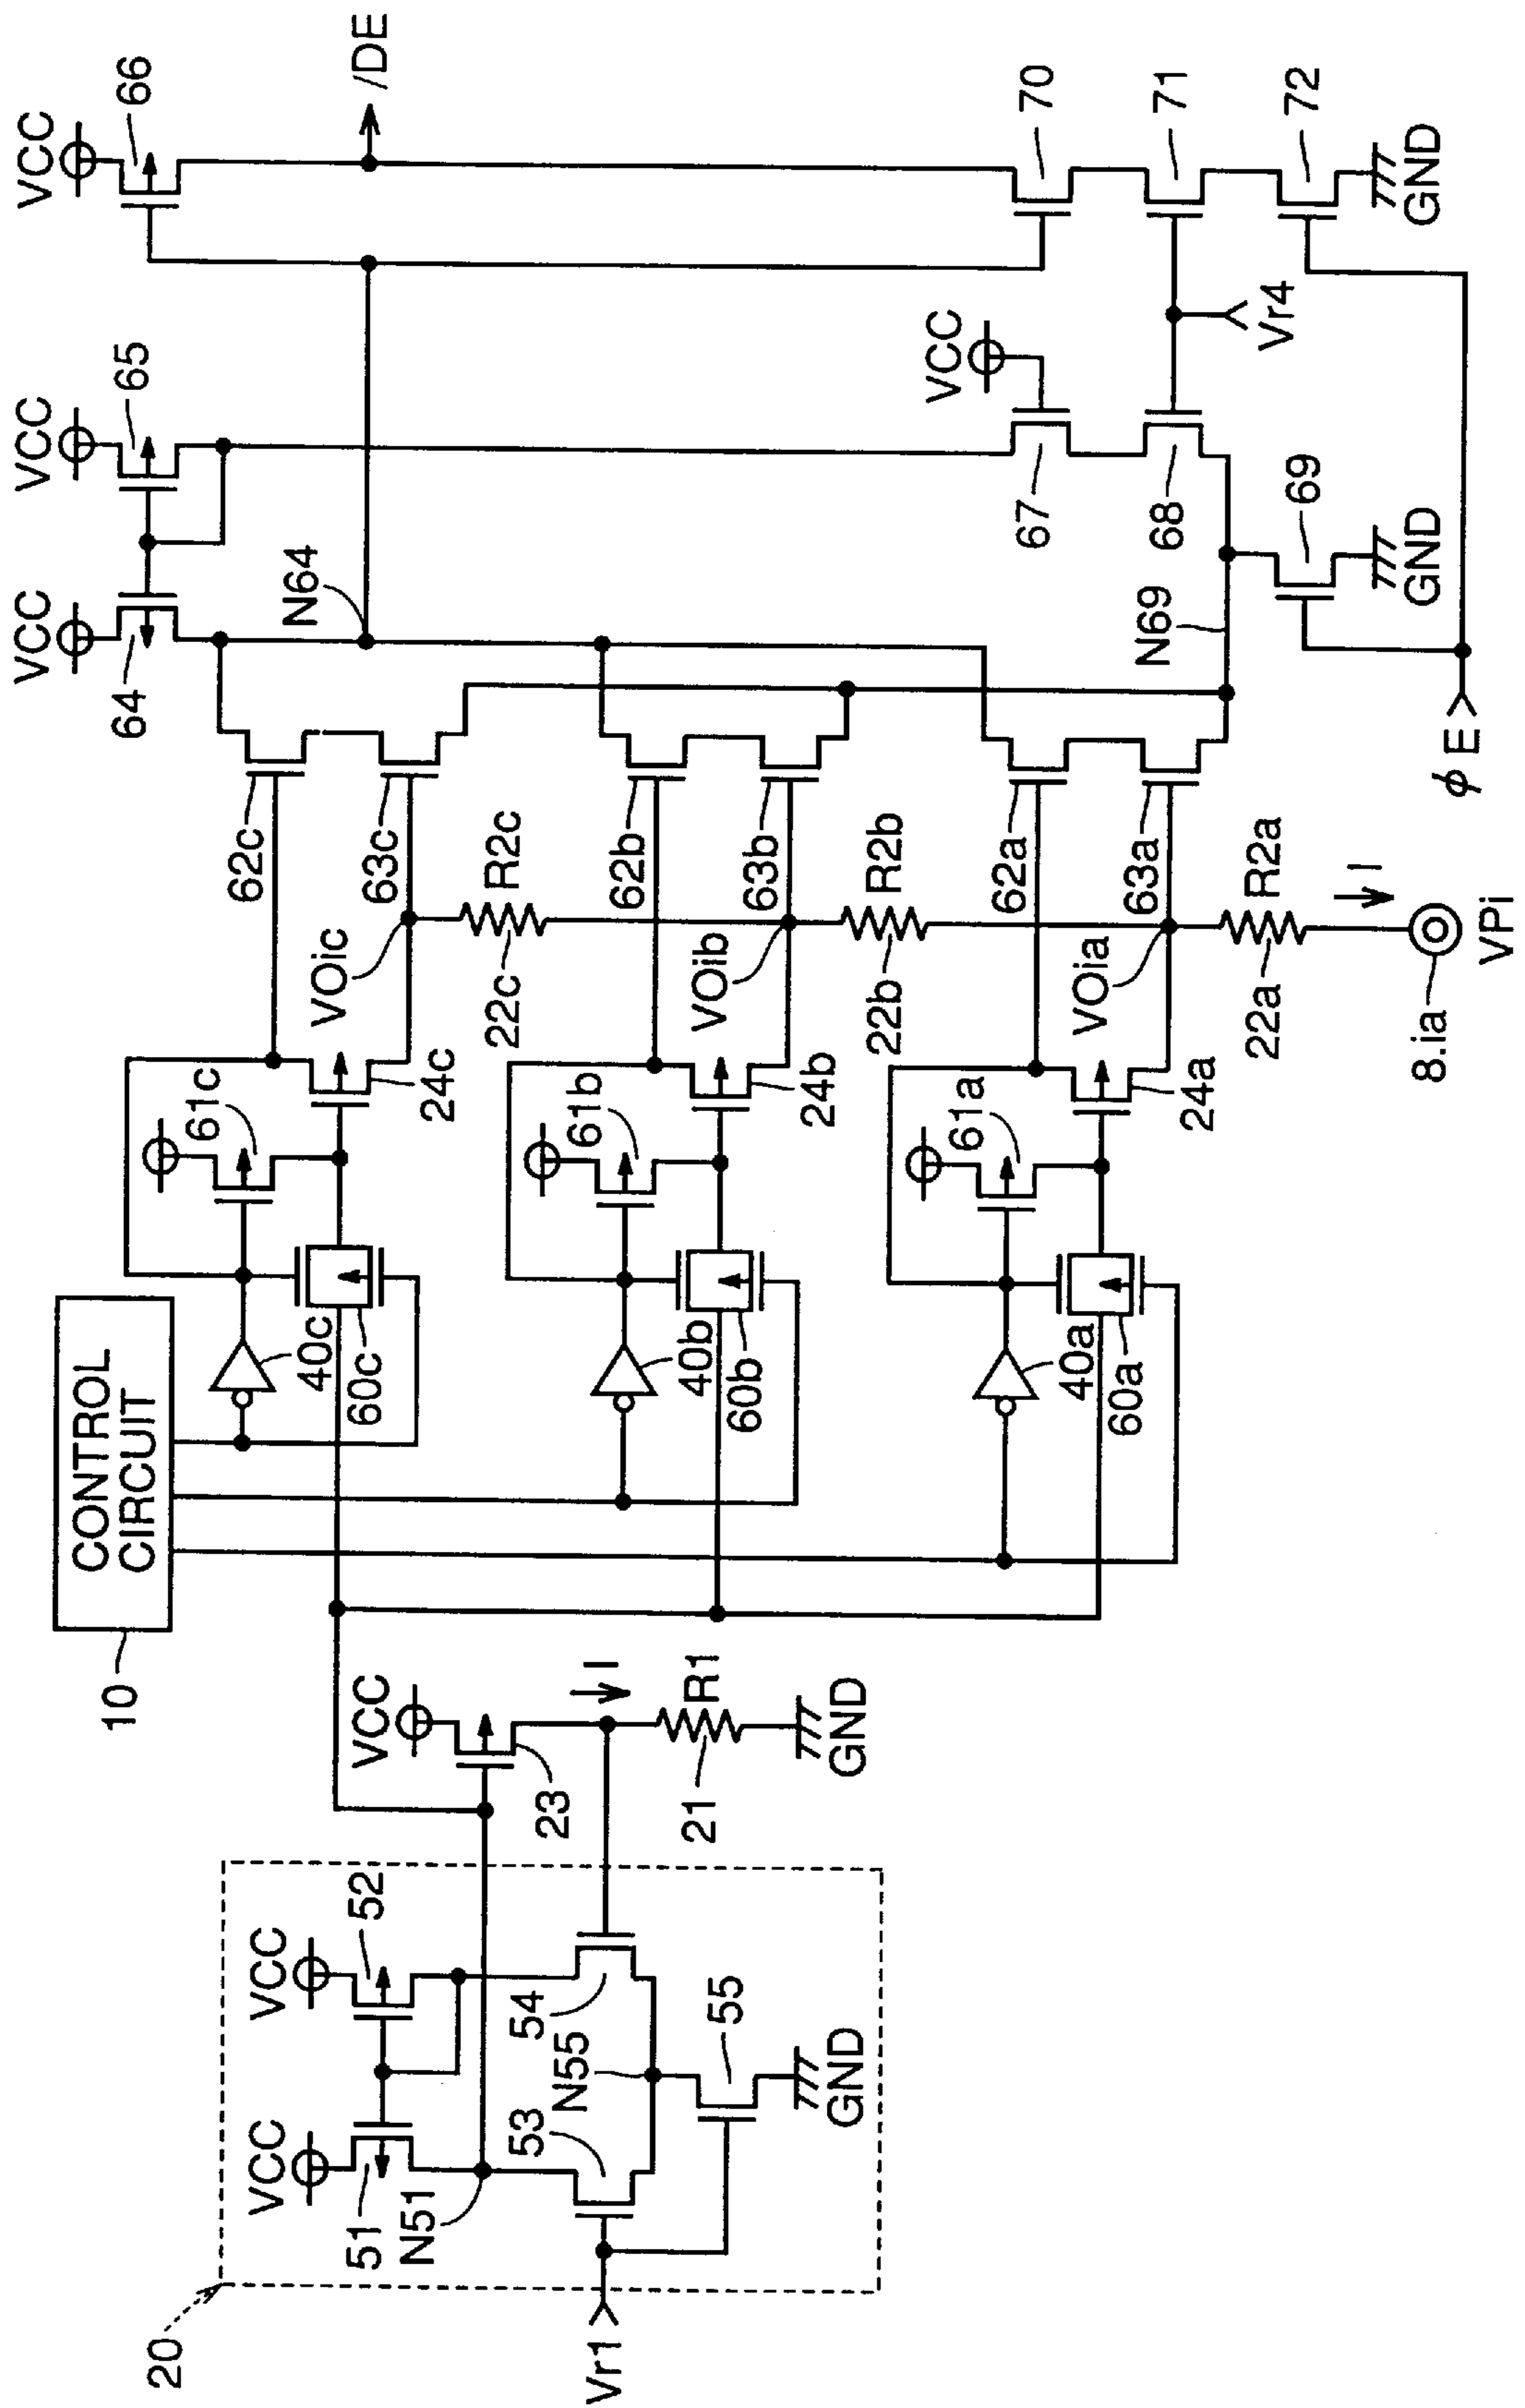 20
Vr1
VCC
51
N51
VCC
52
53
N55
54
55
GND
VCC
23
I
R1
21
GND
10
CONTROL
CIRCUIT
40c
60c
61c
24c
40b
60b
61b
24b
40a
60a
61a
24a
VOic
22c
R2c
VOib
22b
R2b
VOia
22a
R2a
I
8.ia
VPi
62c
63c
62b
63b
62a
63a
VCC
64
N64
VCC
65
N69
φE
VCC
67
68
69
GND
Vr4
VCC
66
/DE
70
71
72
GND